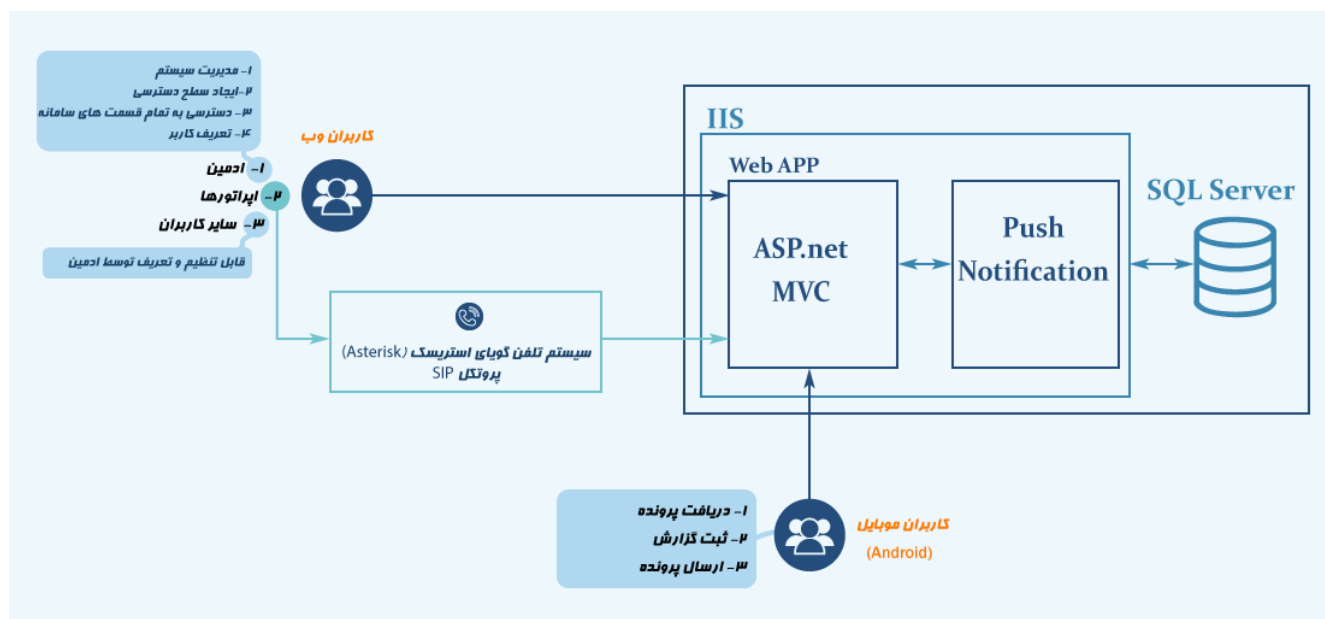 ۱- مدیریت سیستم
۲-ایجاد سطح دسترسی
۳- دسترسی به تمام قسمت های سامانه
۴- تعریف کاربر
کاربران وب
۱- ادمین
۲- اپراتورها
۳- سایر کاربران
قابل تنظیم و تعریف توسط ادمین
سیستم تلفن گویای استریسک (Asterisk)
پروتکل SIP
IIS
Web APP
ASP.net
MVC
Push
Notification
SQL Server
۱- دریافت پرونده
۲- ثبت گزارش
۳- ارسال پرونده
کاربران موبایل
(Android)